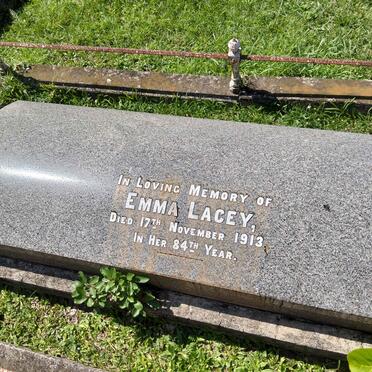 In Loving Memory of
Emma Lacey,
Died 17th November 1913
In Her 84th Year.